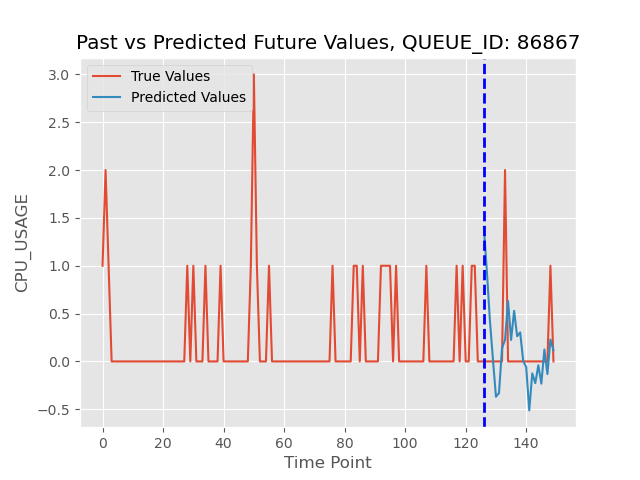 Past vs Predicted Future Values, QUEUE_ID: 86867
True Values
Predicted Values
CPU_USAGE
3.0
2.5
2.0
1.5
1.0
0.5
0.0
−0.5
0 20 40 60 80 100 120 140
Time Point